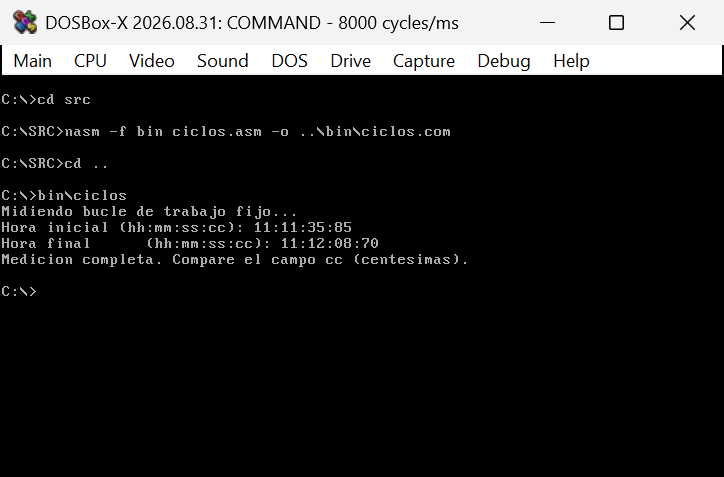 DOSBox-X 2026.08.31: COMMAND - 8000 cycles/ms
Main CPU Video Sound DOS Drive Capture Debug Help
C:\>cd src
C:\SRC>nasm -f bin ciclos.asm -o ..\bin\ciclos.com
C:\SRC>cd ..
C:\>bin\ciclos
Midiendo bucle de trabajo fijo...
Hora inicial (hh:mm:ss:cc): 11:11:35:85
Hora final      (hh:mm:ss:cc): 11:12:08:70
Medicion completa. Compare el campo cc (centesimas).
C:\>